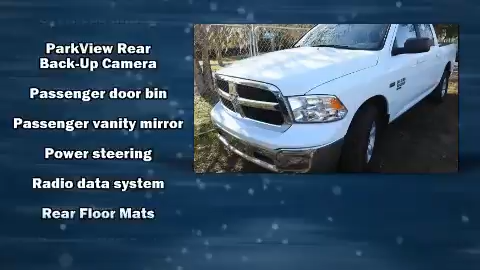 ParkView Rear
Back-Up Camera
Passenger door bin
Passenger vanity mirror
Power steering
Radio data system
Rear Floor Mats